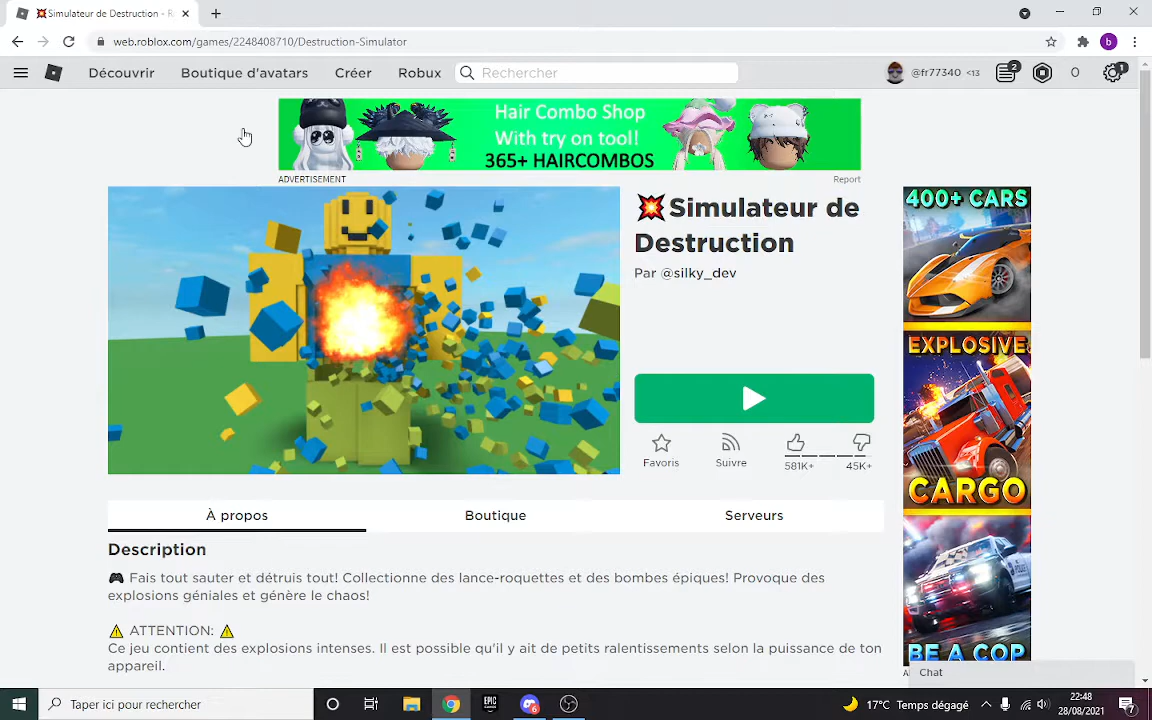 💥Simulateur de Destruction - R
web.roblox.com/games/2248408710/Destruction-Simulator
b
Découvrir
Boutique d'avatars
Créer
Robux
Rechercher
@fr77340 <13
2
0
1
Hair Combo Shop
With try on tool!
365+ HAIRCOMBOS
ADVERTISEMENT
Report
💥Simulateur de
Destruction
Par @silky_dev
Favoris
Suivre
581K+
45K+
400+ CARS
EXPLOSIVE
CARGO
BE A COP
À propos
Boutique
Serveurs
Description
🎮 Fais tout sauter et détruis tout! Collectionne des lance-roquettes et des bombes épiques! Provoque des
explosions géniales et génère le chaos!
⚠️ ATTENTION: ⚠️
Ce jeu contient des explosions intenses. Il est possible qu'il y ait de petits ralentissements selon la puissance de ton
appareil.
Chat
Taper ici pour rechercher
EPIC
6
17°C Temps dégagé
22:48
28/08/2021
7